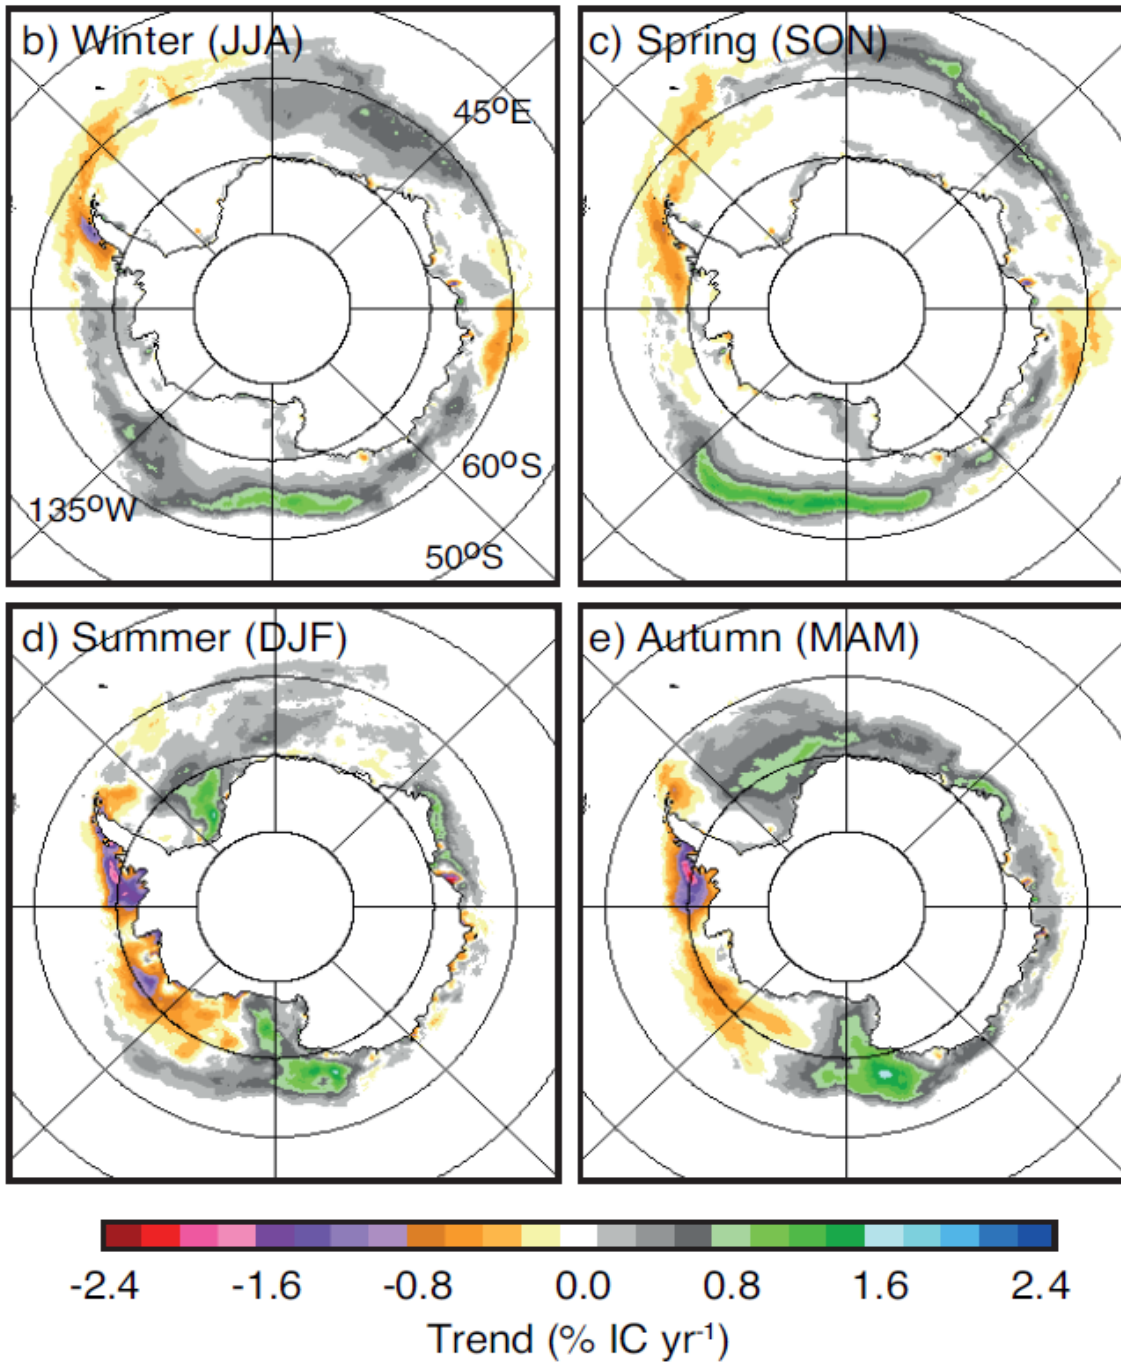 b) Winter (JJA)
c) Spring (SON)
45ºE
60ºS
135ºW
50ºS
d) Summer (DJF)
e) Autumn (MAM)
-2.4 -1.6 -0.8 0.0 0.8 1.6 2.4
Trend (% IC yr⁻¹)